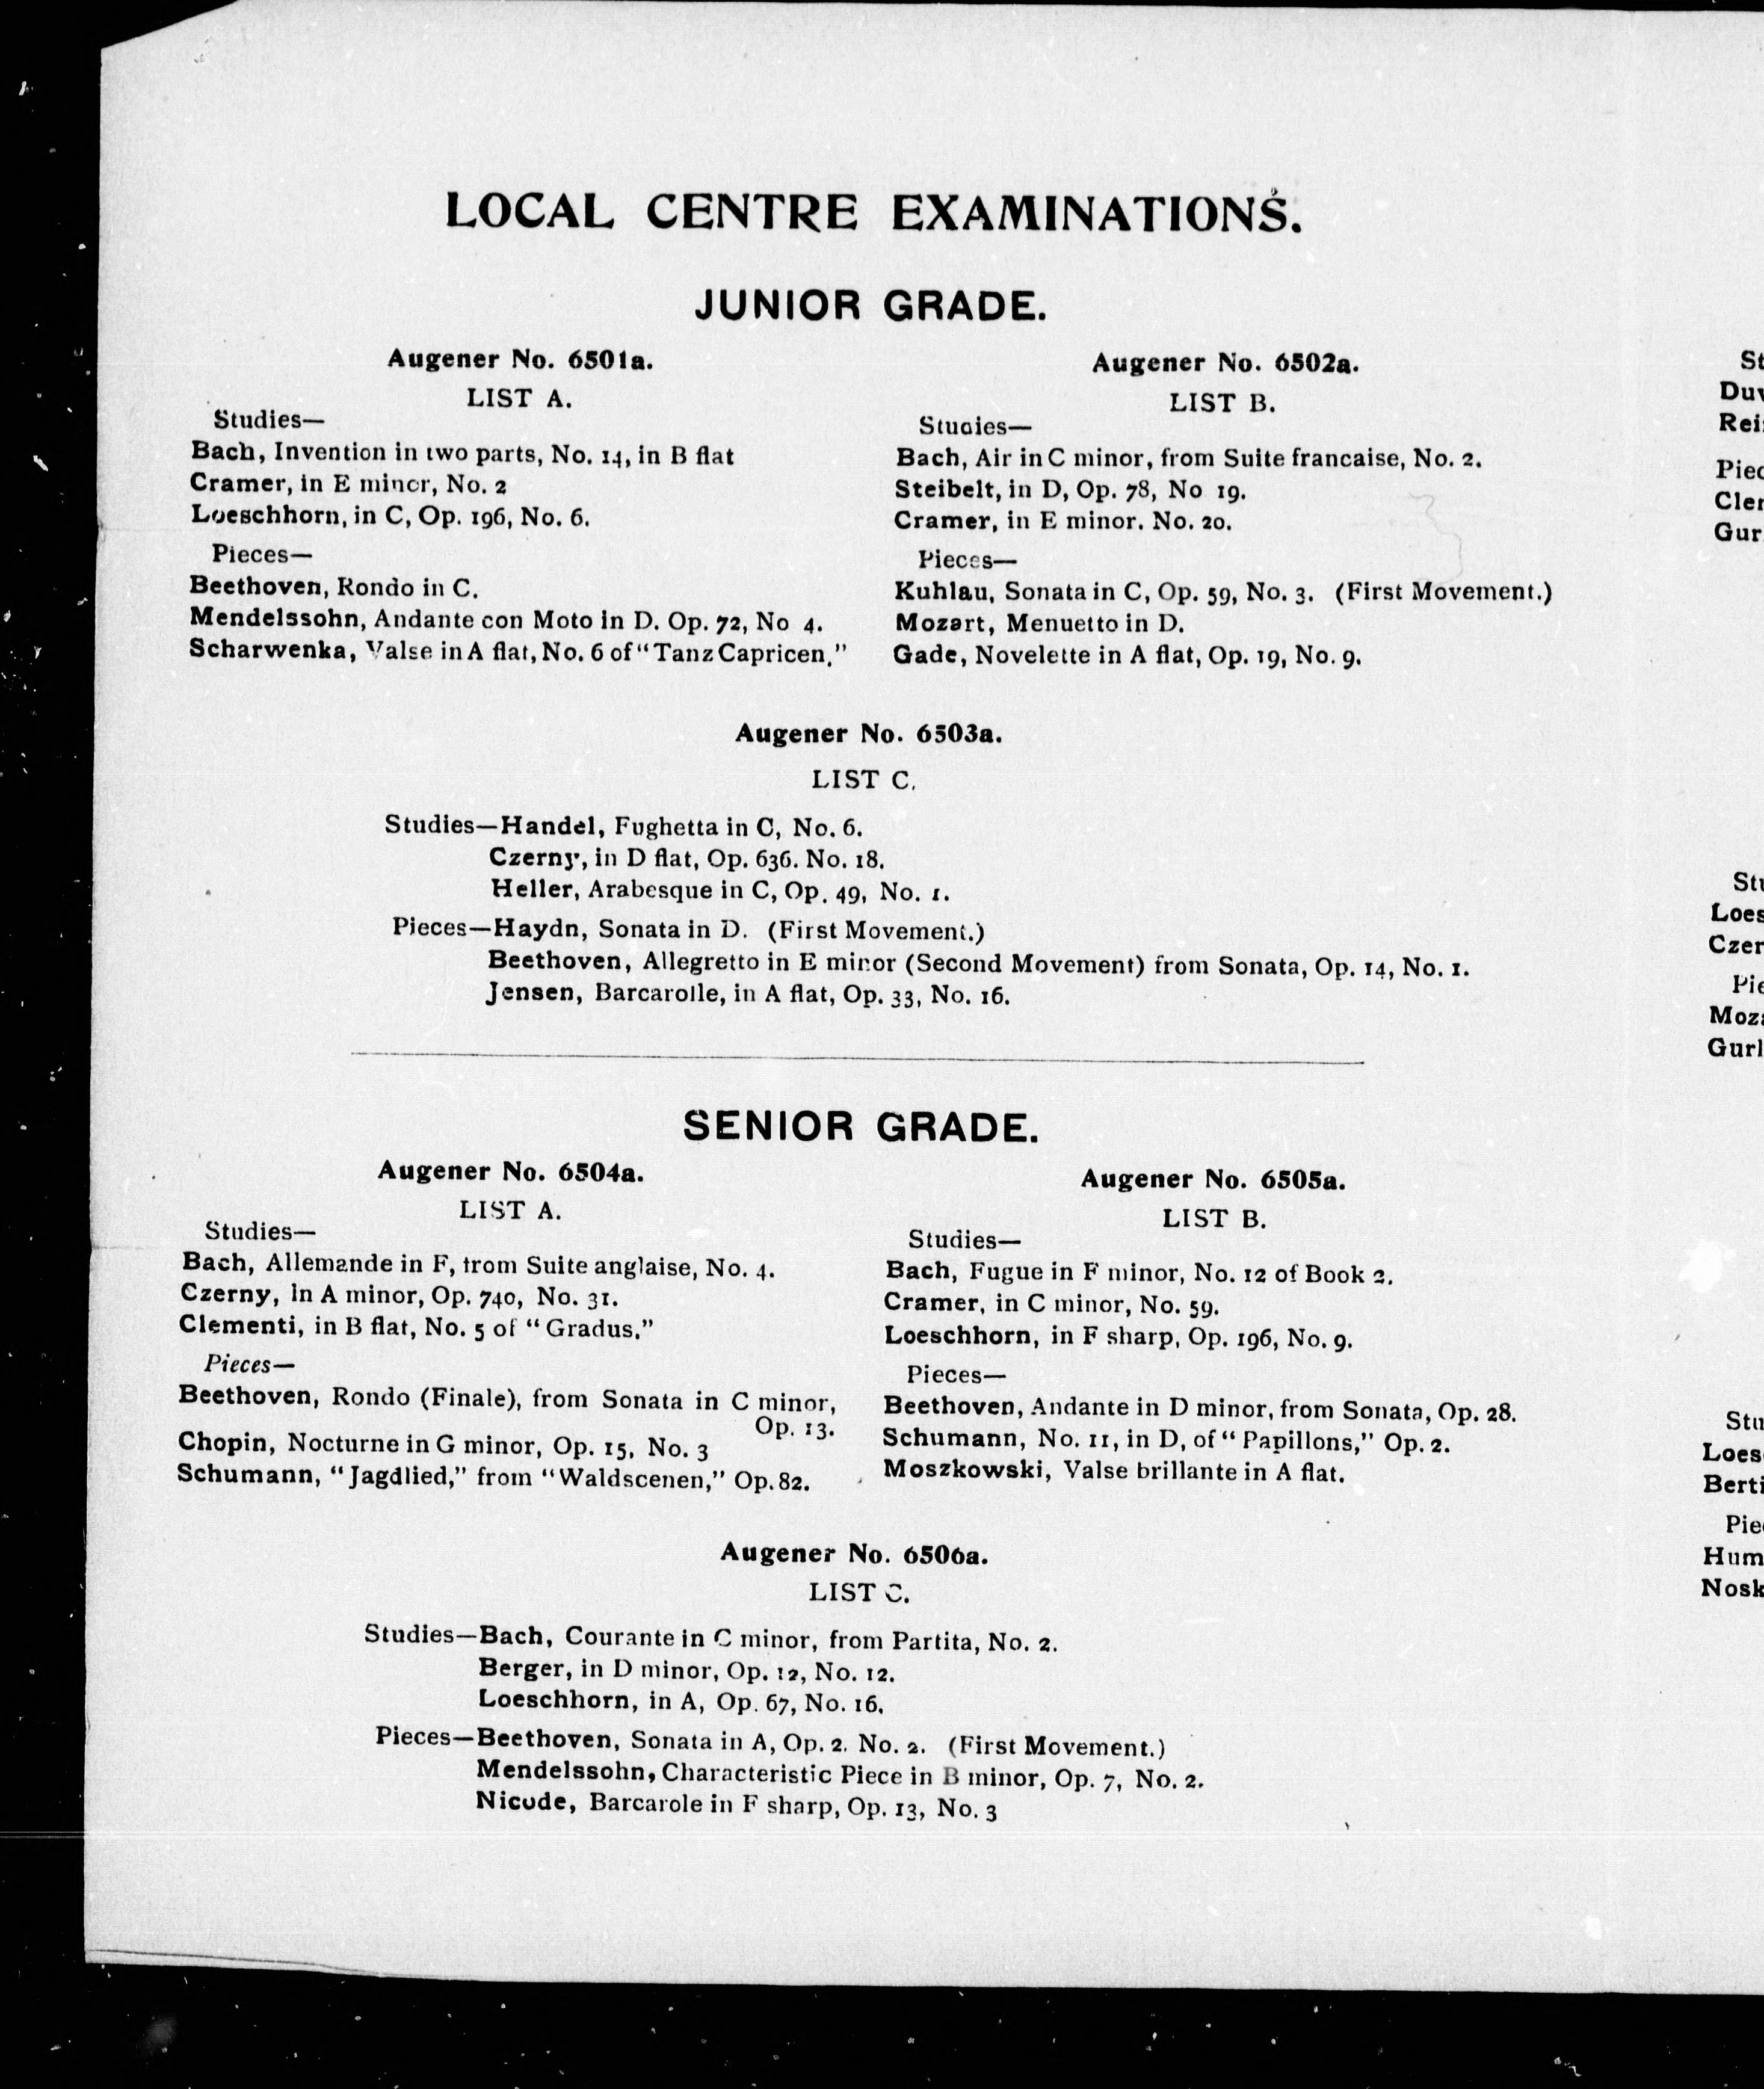 LOCAL CENTRE EXAMINATIONS.
JUNIOR GRADE.
Augener No. 6501a.
LIST A.
Studies—
Bach, Invention in two parts, No. 14, in B flat
Cramer, in E minor, No. 2
Loeschhorn, in C, Op. 196, No. 6.
Pieces—
Beethoven, Rondo in C.
Mendelssohn, Andante con Moto in D. Op. 72, No 4.
Scharwenka, Valse in A flat, No. 6 of "Tanz Capricen."
Augener No. 6502a.
LIST B.
Studies—
Bach, Air in C minor, from Suite francaise, No. 2.
Steibelt, in D, Op. 78, No 19.
Cramer, in E minor. No. 20.
Pieces—
Kuhlau, Sonata in C, Op. 59, No. 3. (First Movement.)
Mozart, Menuetto in D.
Gade, Novelette in A flat, Op. 19, No. 9.
Augener No. 6503a.
LIST C.
Studies—Handel, Fughetta in C, No. 6.
Czerny, in D flat, Op. 636. No. 18.
Heller, Arabesque in C, Op. 49, No. 1.
Pieces—Haydn, Sonata in D. (First Movement.)
Beethoven, Allegretto in E minor (Second Movement) from Sonata, Op. 14, No. 1.
Jensen, Barcarolle, in A flat, Op. 33, No. 16.
SENIOR GRADE.
Augener No. 6504a.
LIST A.
Studies—
Bach, Allemande in F, from Suite anglaise, No. 4.
Czerny, in A minor, Op. 740, No. 31.
Clementi, in B flat, No. 5 of "Gradus."
Pieces—
Beethoven, Rondo (Finale), from Sonata in C minor,
Op. 13.
Chopin, Nocturne in G minor, Op. 15, No. 3
Schumann, "Jagdlied," from "Waldscenen," Op. 82.
Augener No. 6505a.
LIST B.
Studies—
Bach, Fugue in F minor, No. 12 of Book 2.
Cramer, in C minor, No. 59.
Loeschhorn, in F sharp, Op. 196, No. 9.
Pieces—
Beethoven, Andante in D minor, from Sonata, Op. 28.
Schumann, No. 11, in D, of "Papillons," Op. 2.
Moszkowski, Valse brillante in A flat.
Augener No. 6506a.
LIST C.
Studies—Bach, Courante in C minor, from Partita, No. 2.
Berger, in D minor, Op. 12, No. 12.
Loeschhorn, in A, Op. 67, No. 16.
Pieces—Beethoven, Sonata in A, Op. 2. No. 2. (First Movement.)
Mendelssohn, Characteristic Piece in B minor, Op. 7, No. 2.
Nicode, Barcarole in F sharp, Op. 13, No. 3